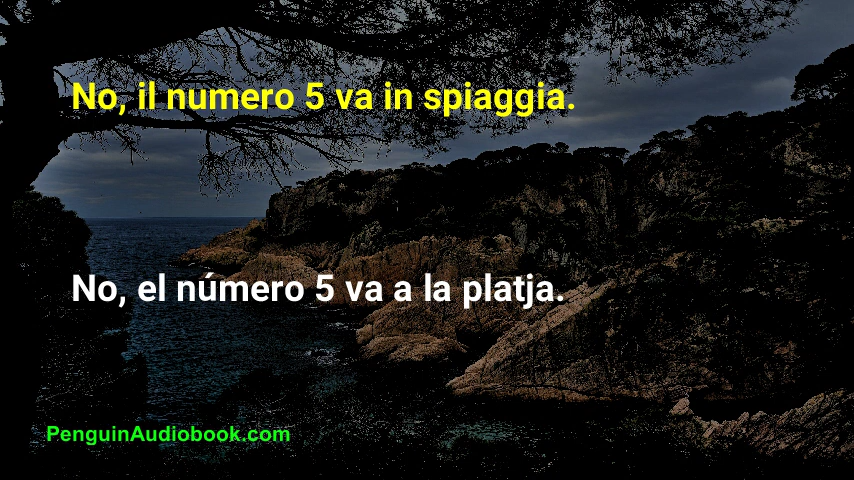 No, il numero 5 va in spiaggia.
No, el número 5 va a la platja.
PenguinAudiobook.com